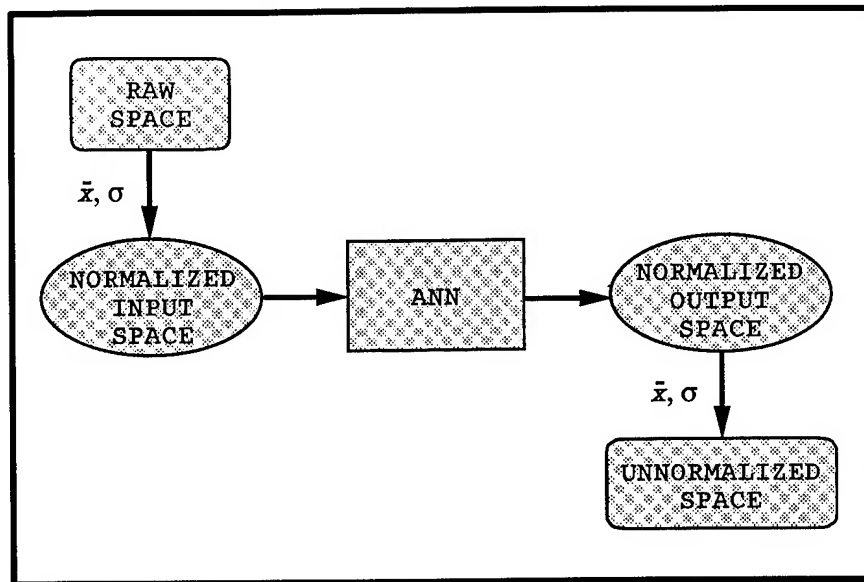 RAW
SPACE
x̄, σ
NORMALIZED
INPUT
SPACE
ANN
NORMALIZED
OUTPUT
SPACE
x̄, σ
UNNORMALIZED
SPACE